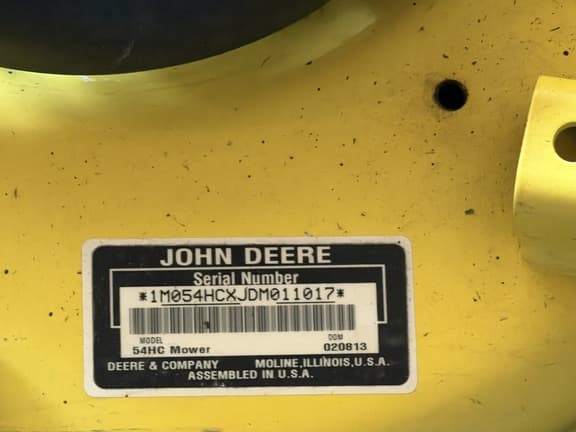 JOHN DEERE
Serial Number
*1M054HCXJDM011017*
MODEL DOM
54HC Mower 020813
DEERE & COMPANY MOLINE,ILLINOIS,U.S.A.
ASSEMBLED IN U.S.A.